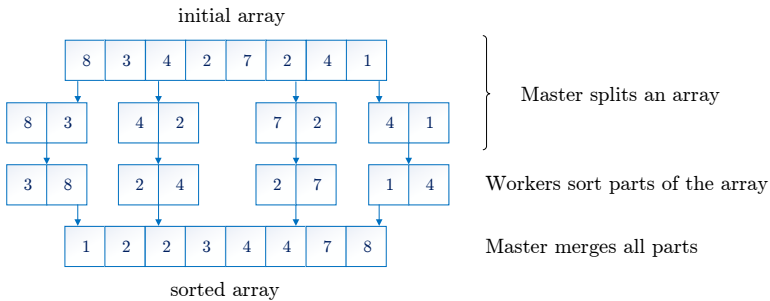 initial array
8 3 4 2 7 2 4 1
Master splits an array
8 3 4 2 7 2 4 1
3 8 2 4 2 7 1 4
Workers sort parts of the array
1 2 2 3 4 4 7 8
Master merges all parts
sorted array